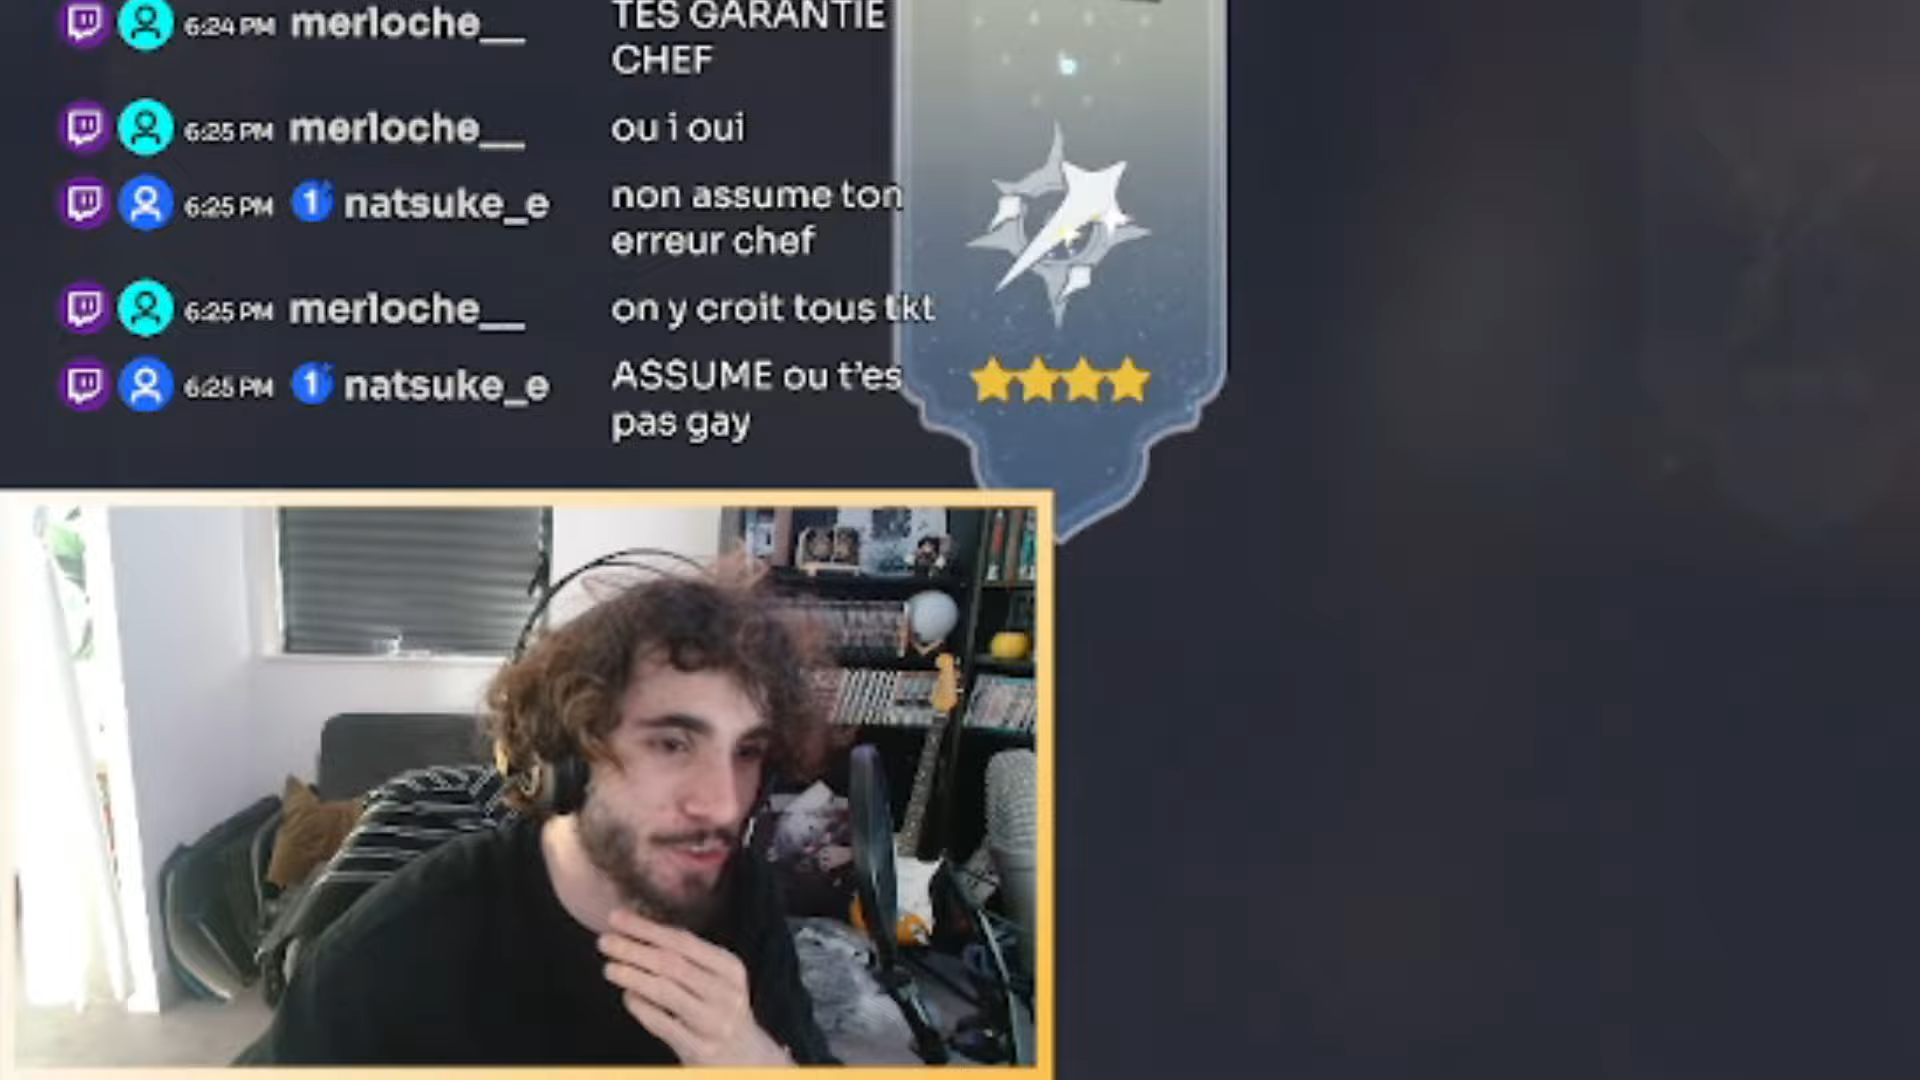 6:24 PM merloche__ TES GARANTIE
CHEF
6:25 PM merloche__ ou i oui
6:25 PM 1 natsuke_e non assume ton
erreur chef
6:25 PM merloche__ on y croit tous tkt
6:25 PM 1 natsuke_e ASSUME ou t'es
pas gay